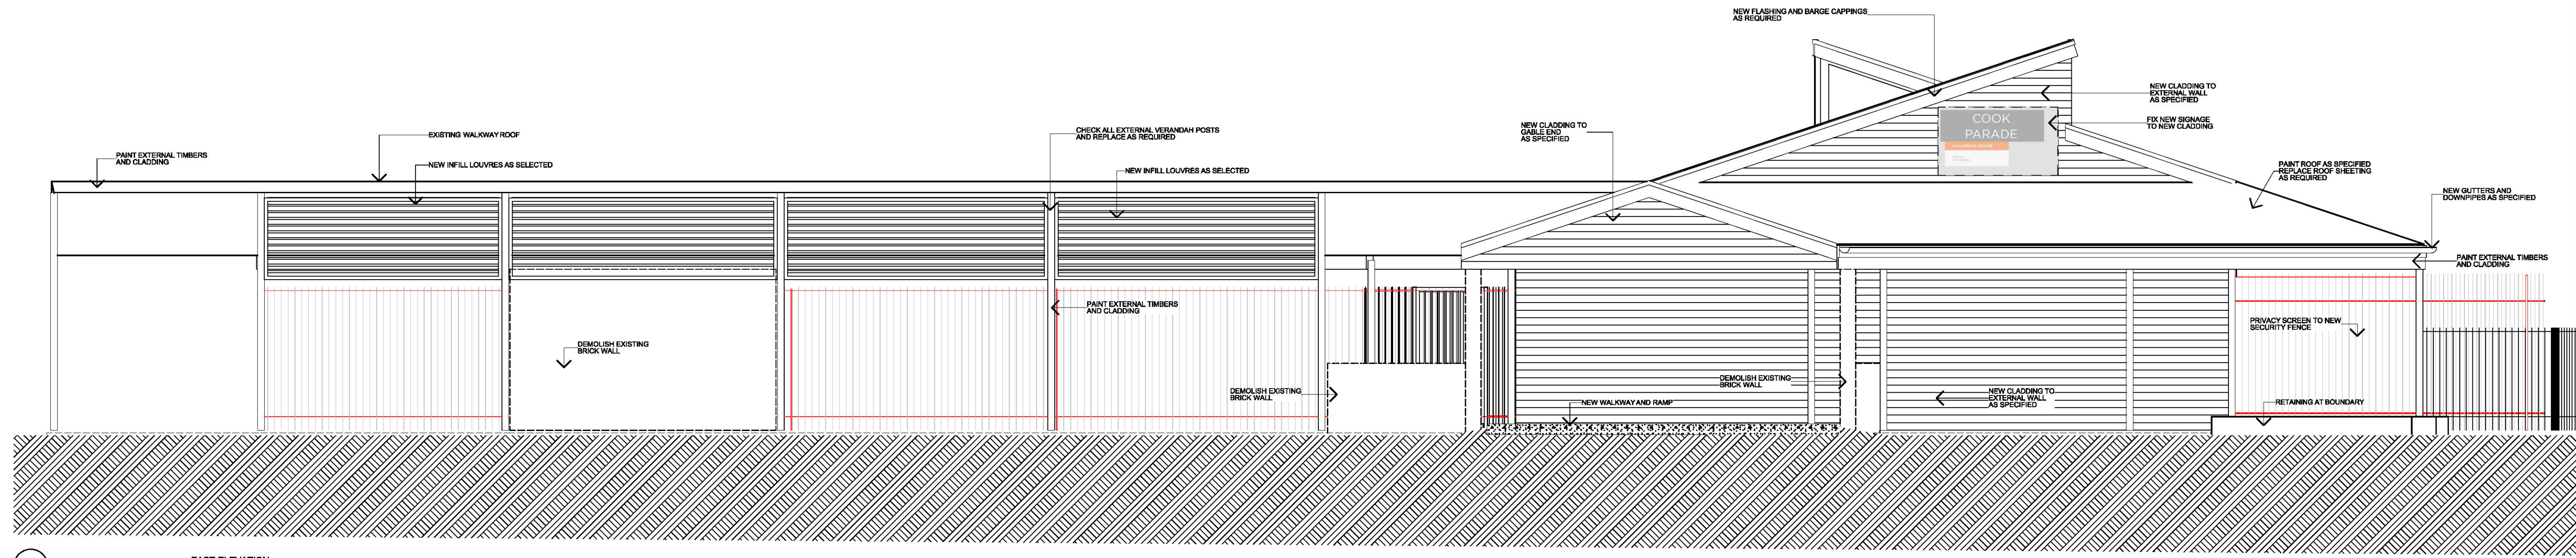 NEW FLASHING AND BARGE CAPPINGS
AS REQUIRED
NEW CLADDING TO
EXTERNAL WALL
AS SPECIFIED
COOK
PARADE
CHILDREN'S CENTRE
FIX NEW SIGNAGE
TO NEW CLADDING
NEW CLADDING TO
GABLE END
AS SPECIFIED
CHECK ALL EXTERNAL VERANDAH POSTS
AND REPLACE AS REQUIRED
EXISTING WALKWAY ROOF
PAINT EXTERNAL TIMBERS
AND CLADDING
NEW INFILL LOUVRES AS SELECTED
NEW INFILL LOUVRES AS SELECTED
PAINT ROOF AS SPECIFIED
REPLACE ROOF SHEETING
AS REQUIRED
NEW GUTTERS AND
DOWNPIPES AS SPECIFIED
PAINT EXTERNAL TIMBERS
AND CLADDING
PAINT EXTERNAL TIMBERS
AND CLADDING
PRIVACY SCREEN TO NEW
SECURITY FENCE
DEMOLISH EXISTING
BRICK WALL
DEMOLISH EXISTING
BRICK WALL
DEMOLISH EXISTING
BRICK WALL
NEW CLADDING TO
EXTERNAL WALL
AS SPECIFIED
NEW WALKWAY AND RAMP
RETAINING AT BOUNDARY
EAST ELEVATION